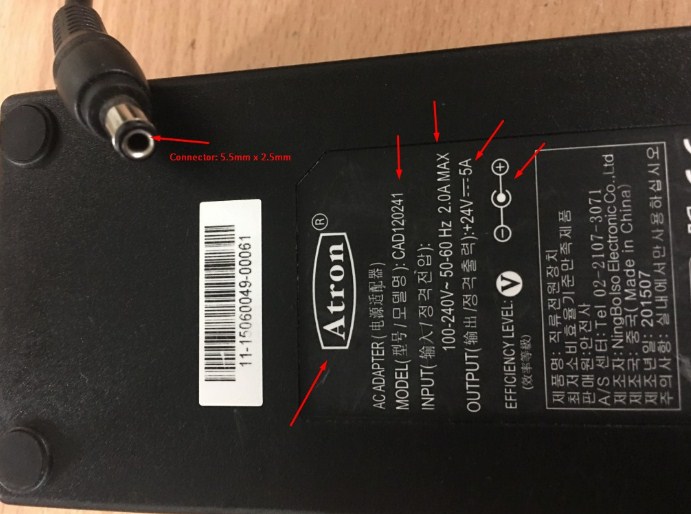 Connector: 5.5mm x 2.5mm
11-15060049-00061
Atron®
AC ADAPTER ( 电源适配器 )
MODEL( 型号/모델명 ): CAD120241
INPUT( 输入/정격전압):
100-240V~ 50-60 Hz 2.0A MAX
OUTPUT( 输出/정격출력):+24V⎓5A
EFFICIENCY LEVEL: V
(效率等级)
제품명: 직류전원장치
최저소비효율기준만족제품
판매원:안전사
A/S 센터:Tel 02-2107-3071
제조자:NingBolso Electronic Co.,Ltd
제조국: 중국( Made in China)
제조년월: 201507
주의사항: 실내에서만사용하십시오